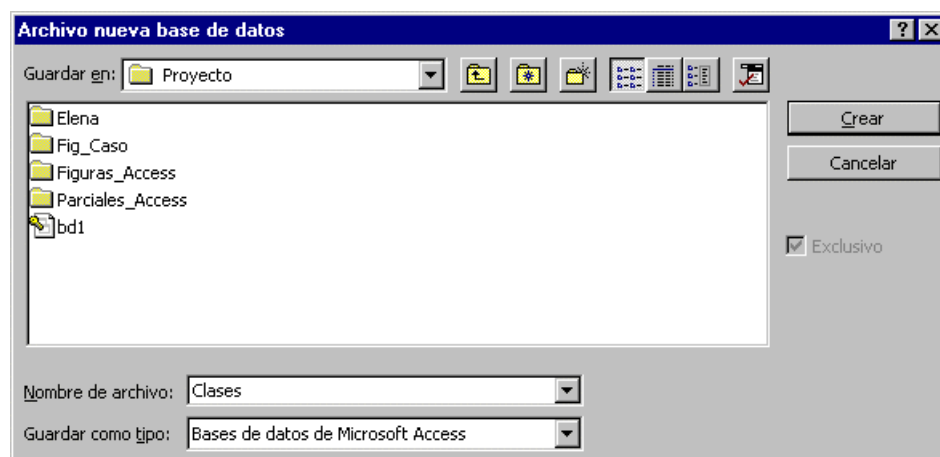 Archivo nueva base de datos
Guardar en: Proyecto
Elena
Fig_Caso
Figuras_Access
Parciales_Access
bd1
Crear
Cancelar
Exclusivo
Nombre de archivo: Clases
Guardar como tipo: Bases de datos de Microsoft Access